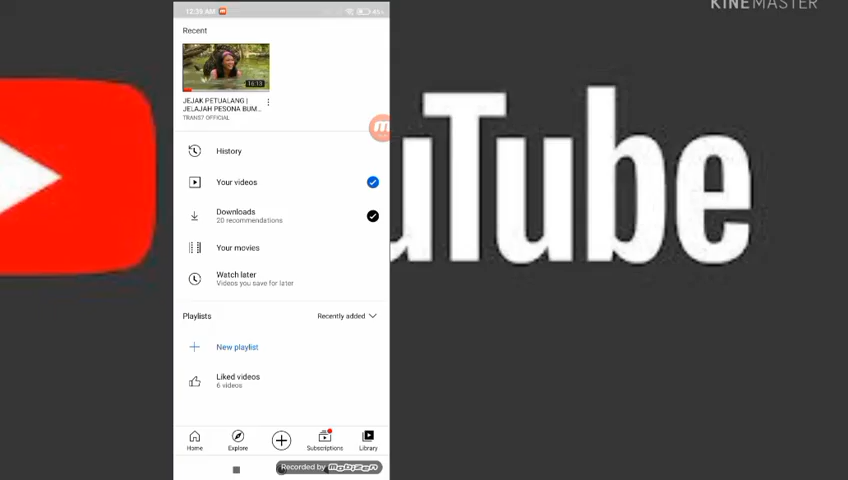 KINEMASTER
12:39 AM
Recent
16:13
JEJAK PETUALANG |
JELAJAH PESONA BUM...
TRANS7 OFFICIAL
History
Your videos
Downloads
20 recommendations
Your movies
Watch later
Videos you save for later
Playlists
Recently added
New playlist
Liked videos
6 videos
Home
Explore
Subscriptions
Library
Recorded by mobizen
uTube